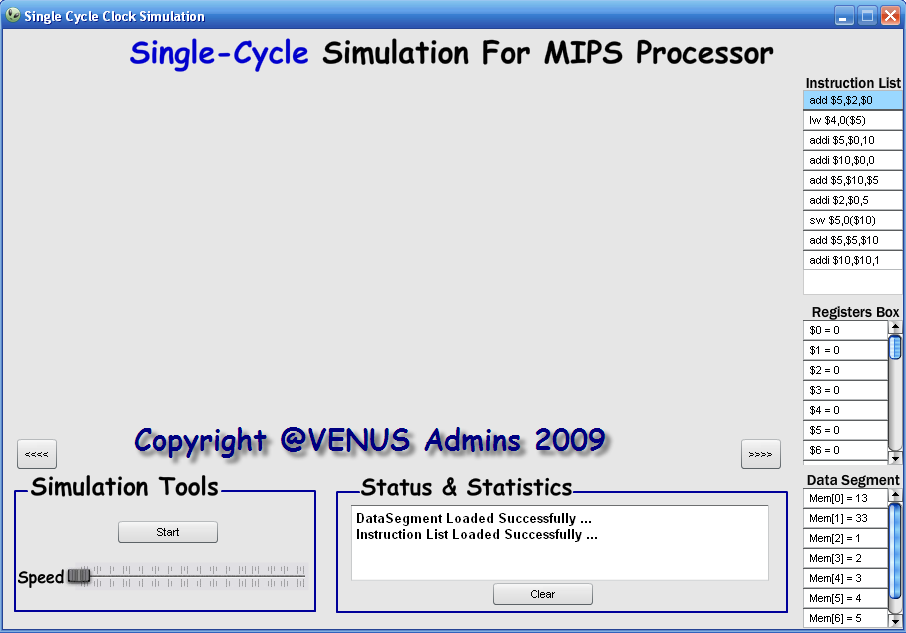 Single Cycle Clock Simulation
Single-Cycle Simulation For MIPS Processor
Instruction List
add $5,$2,$0
lw $4,0($5)
addi $5,$0,10
addi $10,$0,0
add $5,$10,$5
addi $2,$0,5
sw $5,0($10)
add $5,$5,$10
addi $10,$10,1
Registers Box
$0 = 0
$1 = 0
$2 = 0
$3 = 0
$4 = 0
$5 = 0
$6 = 0
Copyright @VENUS Admins 2009
<<<<
>>>>
Simulation Tools
Start
Speed
Status & Statistics
DataSegment Loaded Successfully ...
Instruction List Loaded Successfully ...
Clear
Data Segment
Mem[0] = 13
Mem[1] = 33
Mem[2] = 1
Mem[3] = 2
Mem[4] = 3
Mem[5] = 4
Mem[6] = 5